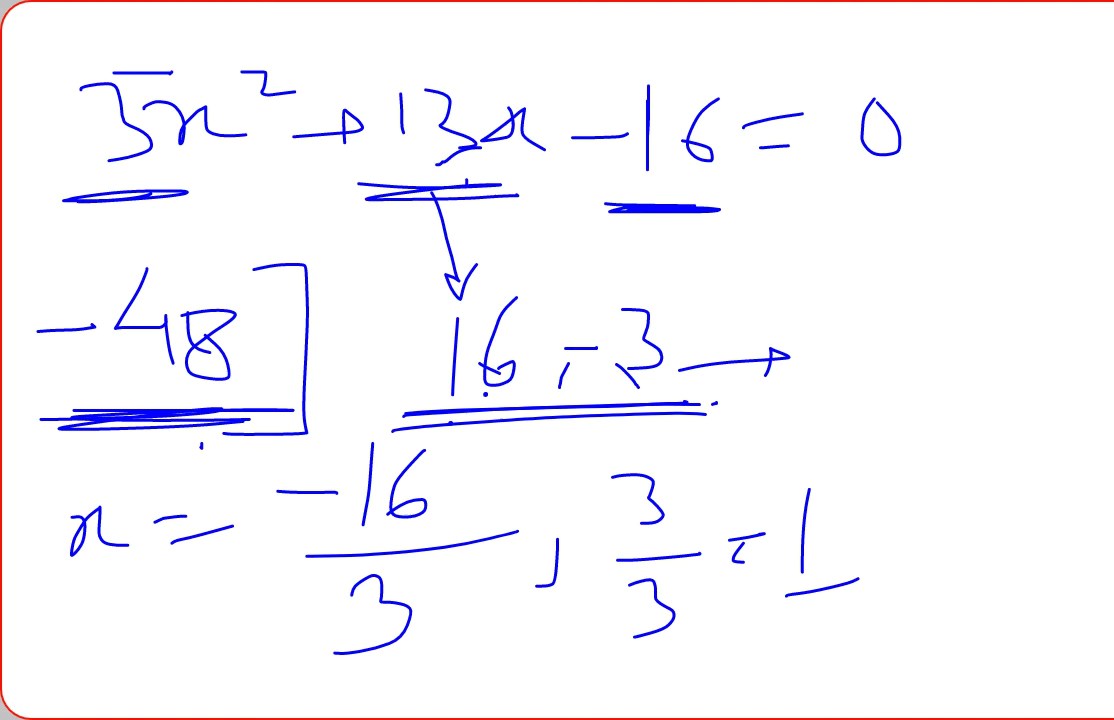 3x² + 13x - 16 = 0
-48] 16, -3 →
x = -16/3, 3/3 = 1